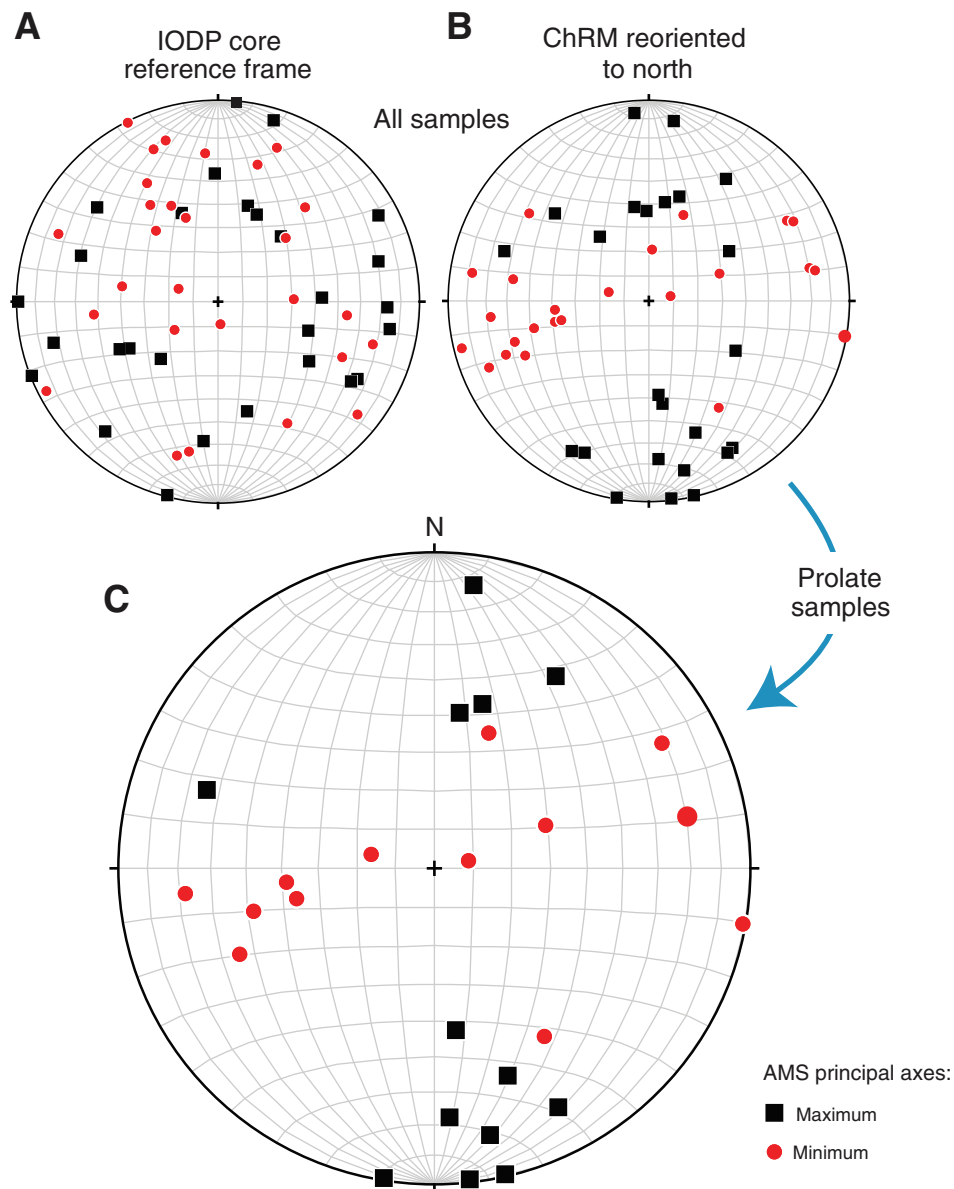 A
IODP core
reference frame
B
ChRM reoriented
to north
All samples
N
C
Prolate
samples
AMS principal axes:
Maximum
Minimum